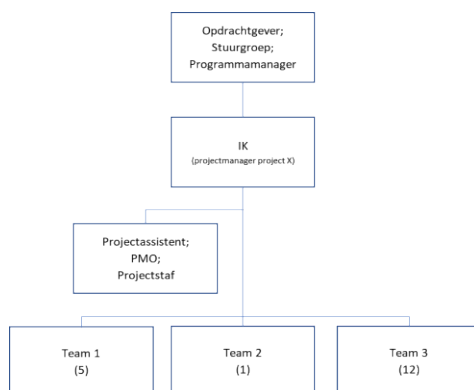 Opdrachtgever;
Stuurgroep;
Programmamanager
IK
(projectmanager project X)
Projectassistent;
PMO;
Projectstaf
Team 1
(5)
Team 2
(1)
Team 3
(12)